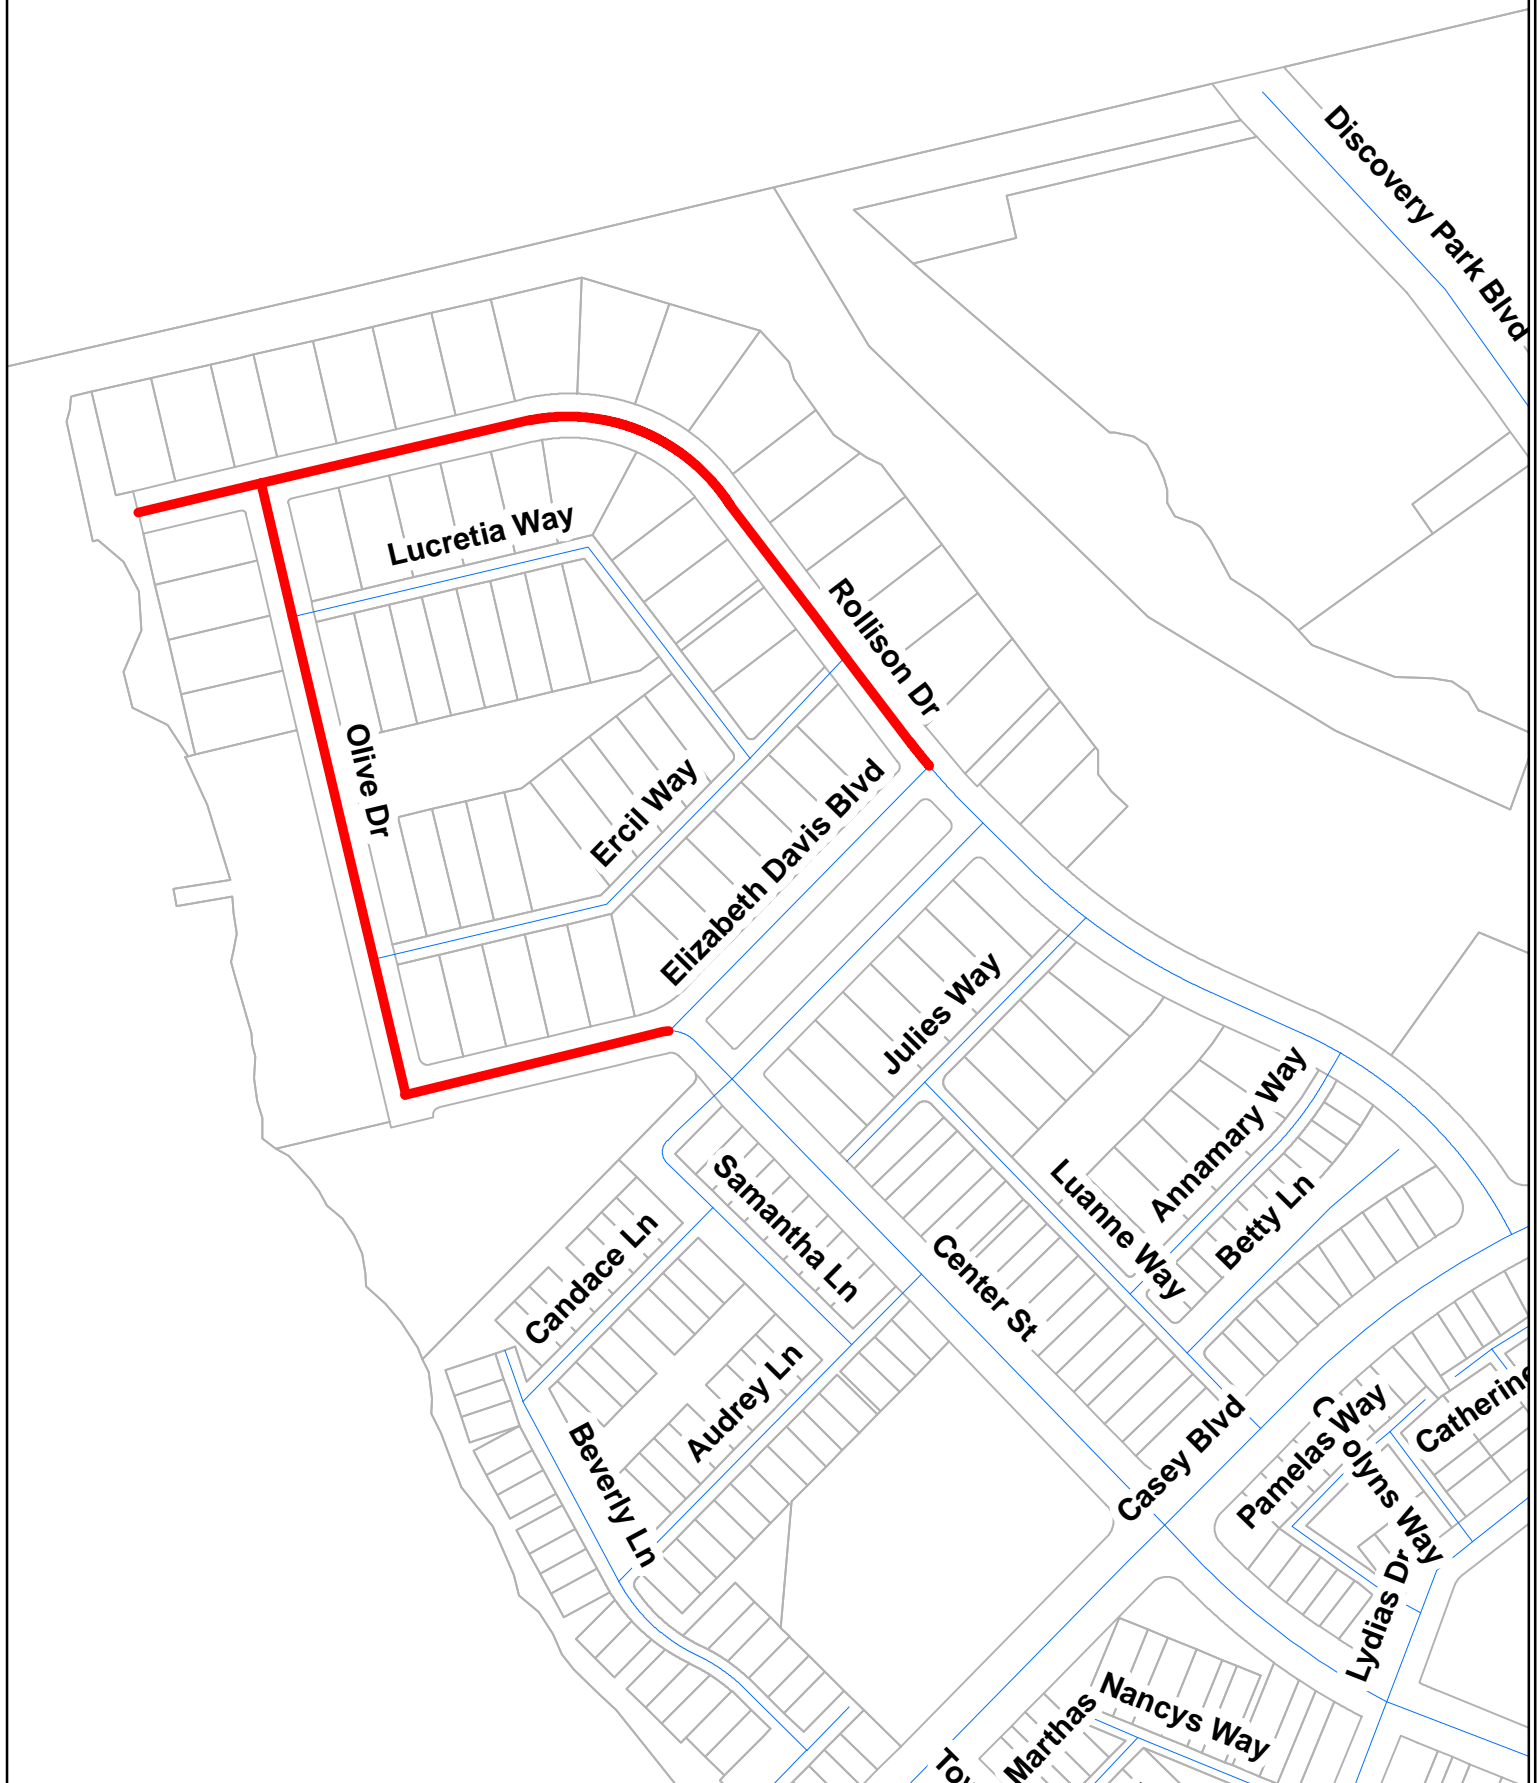 Discovery Park Blvd
Lucretia Way
Rollison Dr
Olive Dr
Ercil Way
Elizabeth Davis Blvd
Julies Way
Annamary Way
Luanne Way
Betty Ln
Samantha Ln
Candace Ln
Center St
Audrey Ln
Beverly Ln
Casey Blvd
Pamelas Way
C olyns Way
Catherine
Lydias Dr
Nancys Way
Marthas